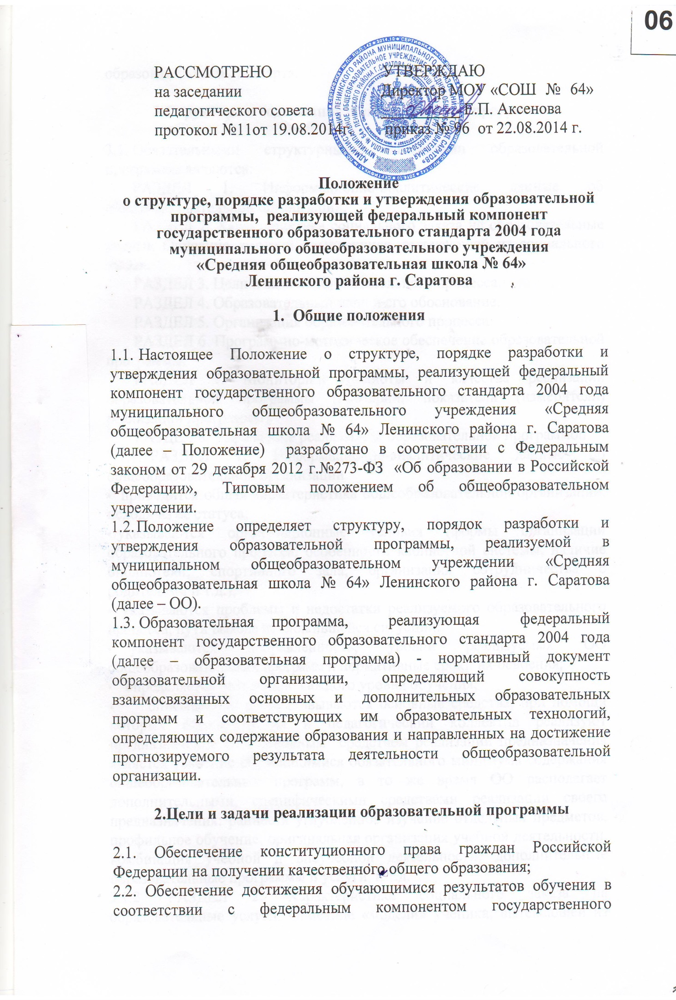 06
РАССМОТРЕНО
на заседании
педагогического совета
протокол №11от 19.08.2014г.
УТВЕРЖДАЮ
Директор МОУ «СОШ № 64»
Е.П. Аксенова
приказ № 96 от 22.08.2014 г.
Положение
о структуре, порядке разработки и утверждения образовательной
программы, реализующей федеральный компонент
государственного образовательного стандарта 2004 года
муниципального общеобразовательного учреждения
«Средняя общеобразовательная школа № 64»
Ленинского района г. Саратова
1. Общие положения
1.1. Настоящее Положение о структуре, порядке разработки и
утверждения образовательной программы, реализующей федеральный
компонент государственного образовательного стандарта 2004 года
муниципального общеобразовательного учреждения «Средняя
общеобразовательная школа № 64» Ленинского района г. Саратова
(далее – Положение) разработано в соответствии с Федеральным
законом от 29 декабря 2012 г.№273-ФЗ «Об образовании в Российской
Федерации», Типовым положением об общеобразовательном
учреждении.
1.2.Положение определяет структуру, порядок разработки и
утверждения образовательной программы, реализуемой в
муниципальном общеобразовательном учреждении «Средняя
общеобразовательная школа № 64» Ленинского района г. Саратова
(далее – ОО).
1.3. Образовательная программа, реализующая федеральный
компонент государственного образовательного стандарта 2004 года
(далее – образовательная программа) - нормативный документ
образовательной организации, определяющий совокупность
взаимосвязанных основных и дополнительных образовательных
программ и соответствующих им образовательных технологий,
определяющих содержание образования и направленных на достижение
прогнозируемого результата деятельности общеобразовательной
организации.
2.Цели и задачи реализации образовательной программы
2.1. Обеспечение конституционного права граждан Российской
Федерации на получении качественного общего образования;
2.2. Обеспечение достижения обучающимися результатов обучения в
соответствии с федеральным компонентом государственного